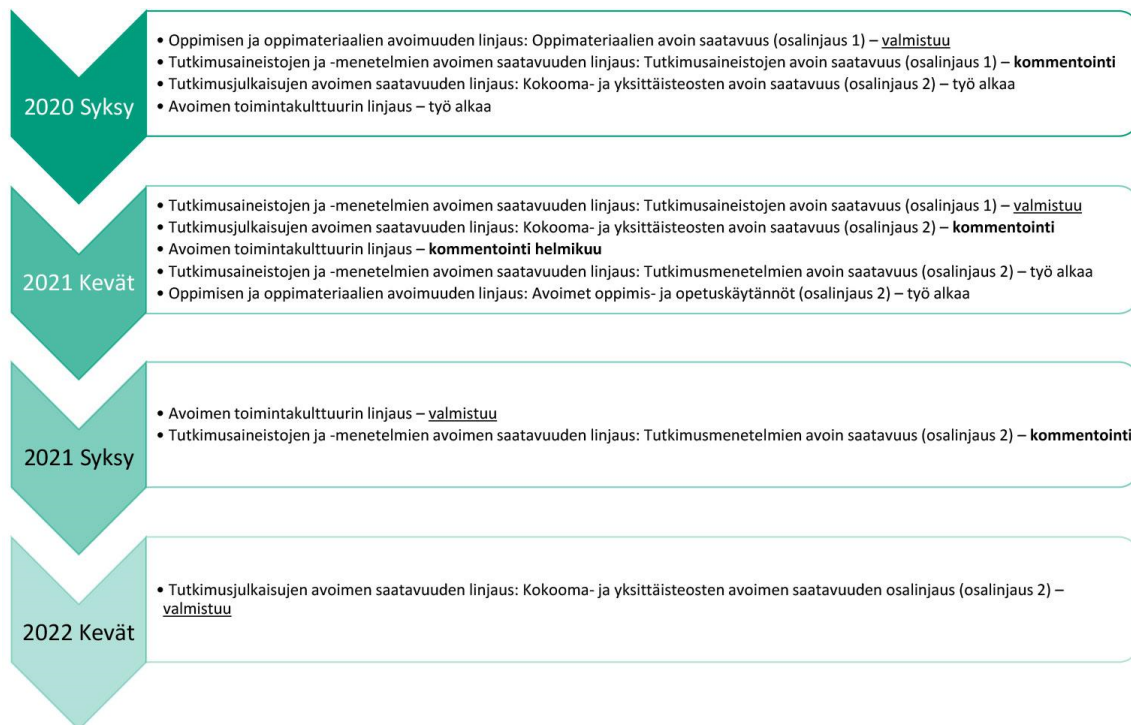 2020 Syksy
• Oppimisen ja oppimateriaalien avoimuuden linjaus: Oppimateriaalien avoin saatavuus (osalinjaus 1) – valmistuu
• Tutkimusaineistojen ja -menetelmien avoimen saatavuuden linjaus: Tutkimusaineistojen avoin saatavuus (osalinjaus 1) – kommentointi
• Tutkimusjulkaisujen avoimen saatavuuden linjaus: Kokooma- ja yksittäisteosten avoin saatavuus (osalinjaus 2) – työ alkaa
• Avoimen toimintakulttuurin linjaus – työ alkaa
2021 Kevät
• Tutkimusaineistojen ja -menetelmien avoimen saatavuuden linjaus: Tutkimusaineistojen avoin saatavuus (osalinjaus 1) – valmistuu
• Tutkimusjulkaisujen avoimen saatavuuden linjaus: Kokooma- ja yksittäisteosten avoin saatavuus (osalinjaus 2) – kommentointi
• Avoimen toimintakulttuurin linjaus – kommentointi helmikuu
• Tutkimusaineistojen ja -menetelmien avoimen saatavuuden linjaus: Tutkimusmenetelmien avoin saatavuus (osalinjaus 2) – työ alkaa
• Oppimisen ja oppimateriaalien avoimuuden linjaus: Avoimet oppimis- ja opetuskäytännöt (osalinjaus 2) – työ alkaa
2021 Syksy
• Avoimen toimintakulttuurin linjaus – valmistuu
• Tutkimusaineistojen ja -menetelmien avoimen saatavuuden linjaus: Tutkimusmenetelmien avoin saatavuus (osalinjaus 2) – kommentointi
2022 Kevät
• Tutkimusjulkaisujen avoimen saatavuuden linjaus: Kokooma- ja yksittäisteosten avoimen saatavuuden osalinjaus (osalinjaus 2) –
valmistuu